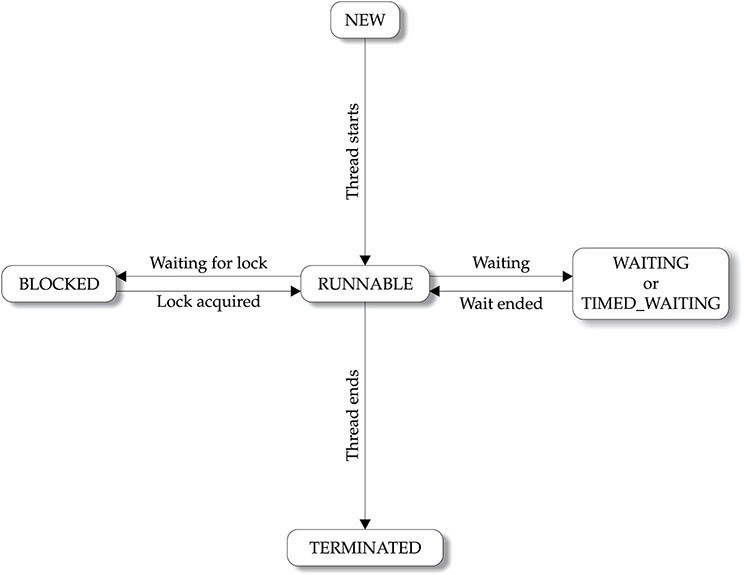 NEW
Thread starts
Waiting for lock
Waiting
WAITING
or
TIMED_WAITING
BLOCKED
RUNNABLE
Lock acquired
Wait ended
Thread ends
TERMINATED